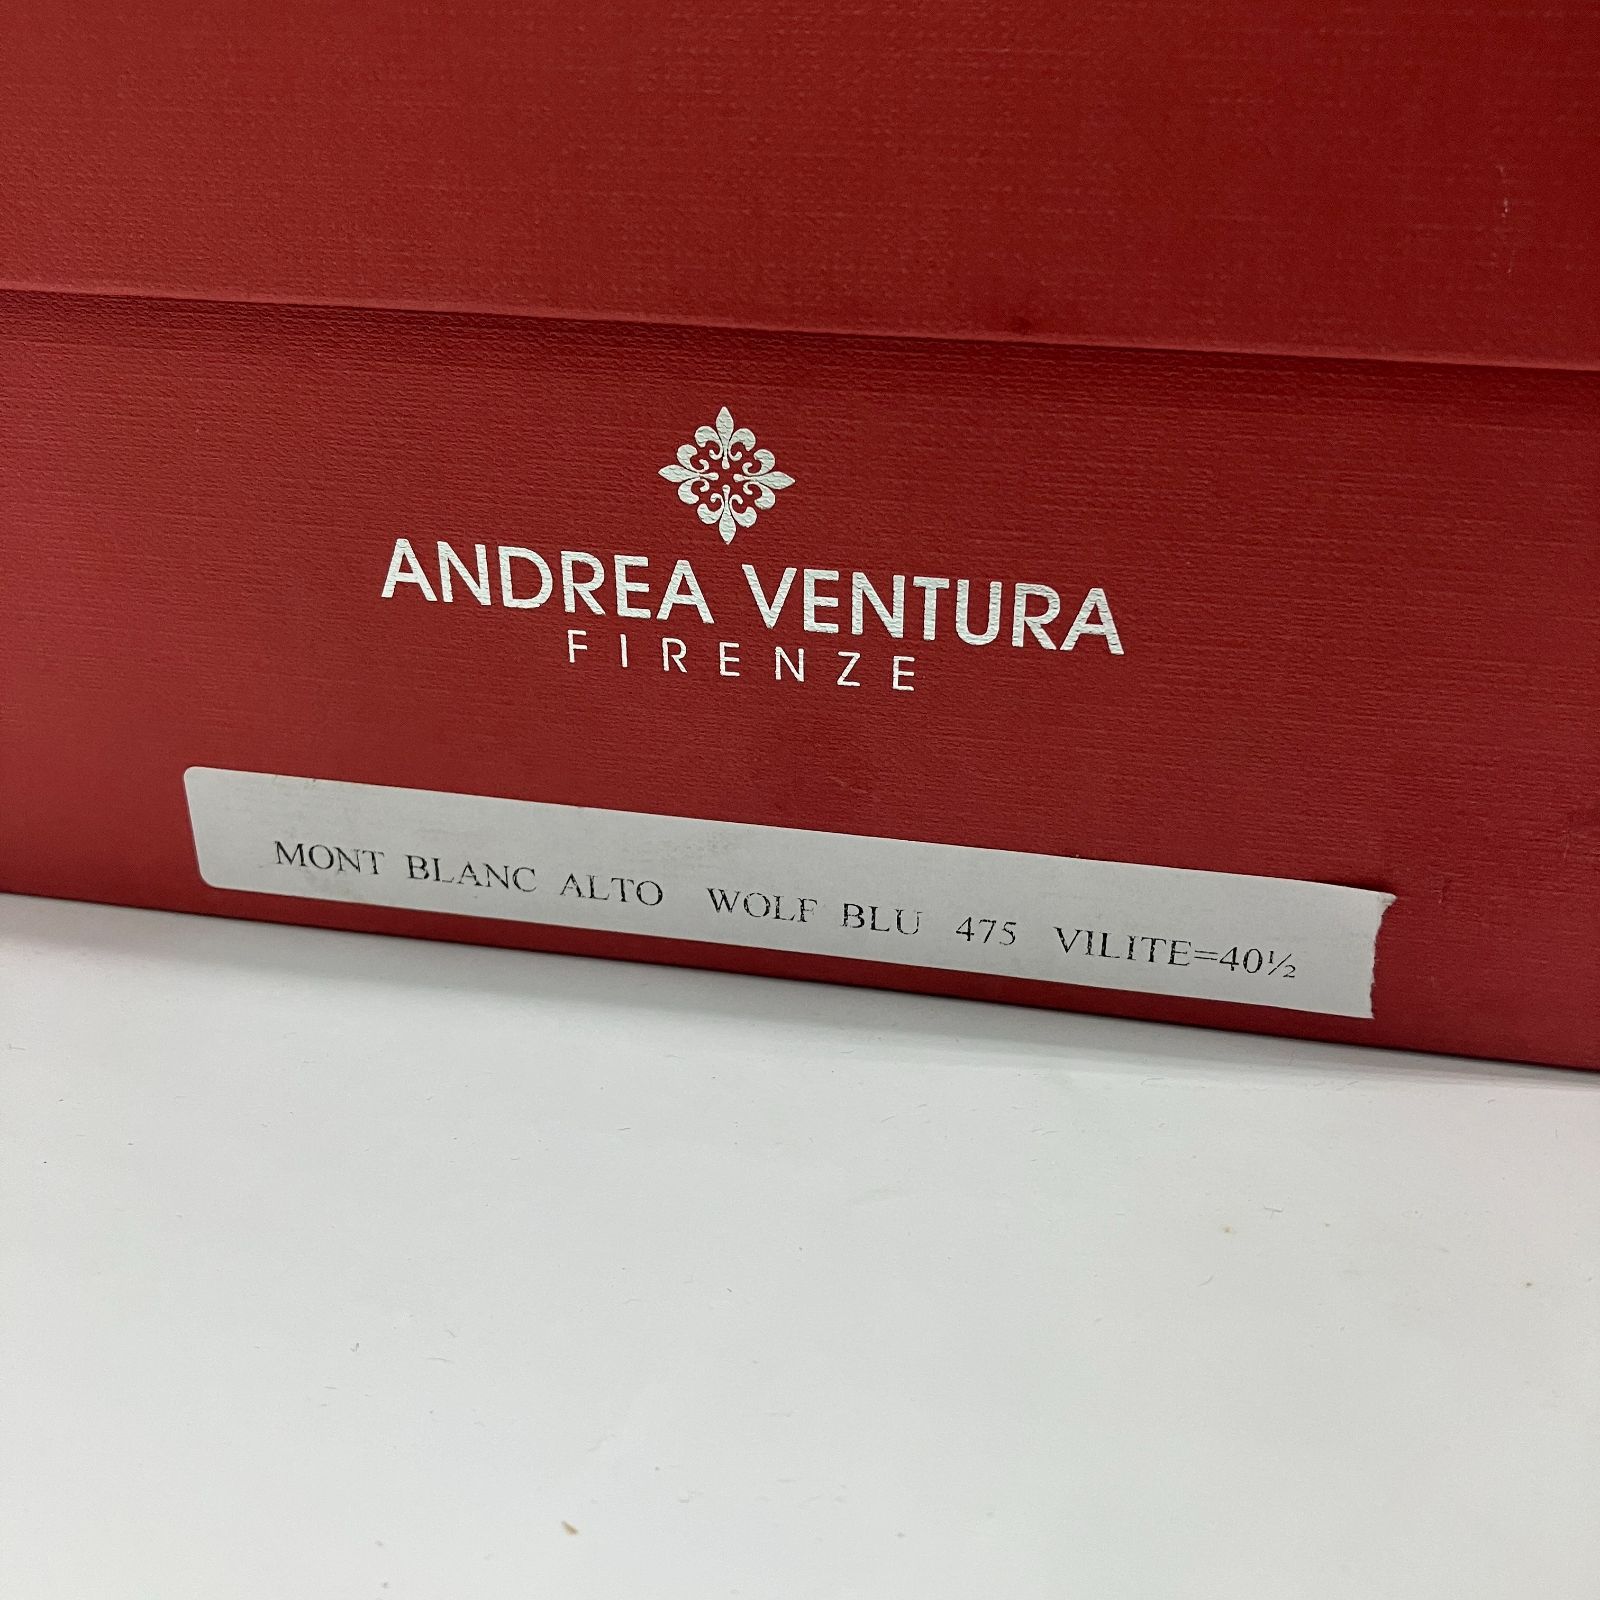 ANDREA VENTURA
FIRENZE
MONT BLANC ALTO WOLF BLU 475 VILITE=40½